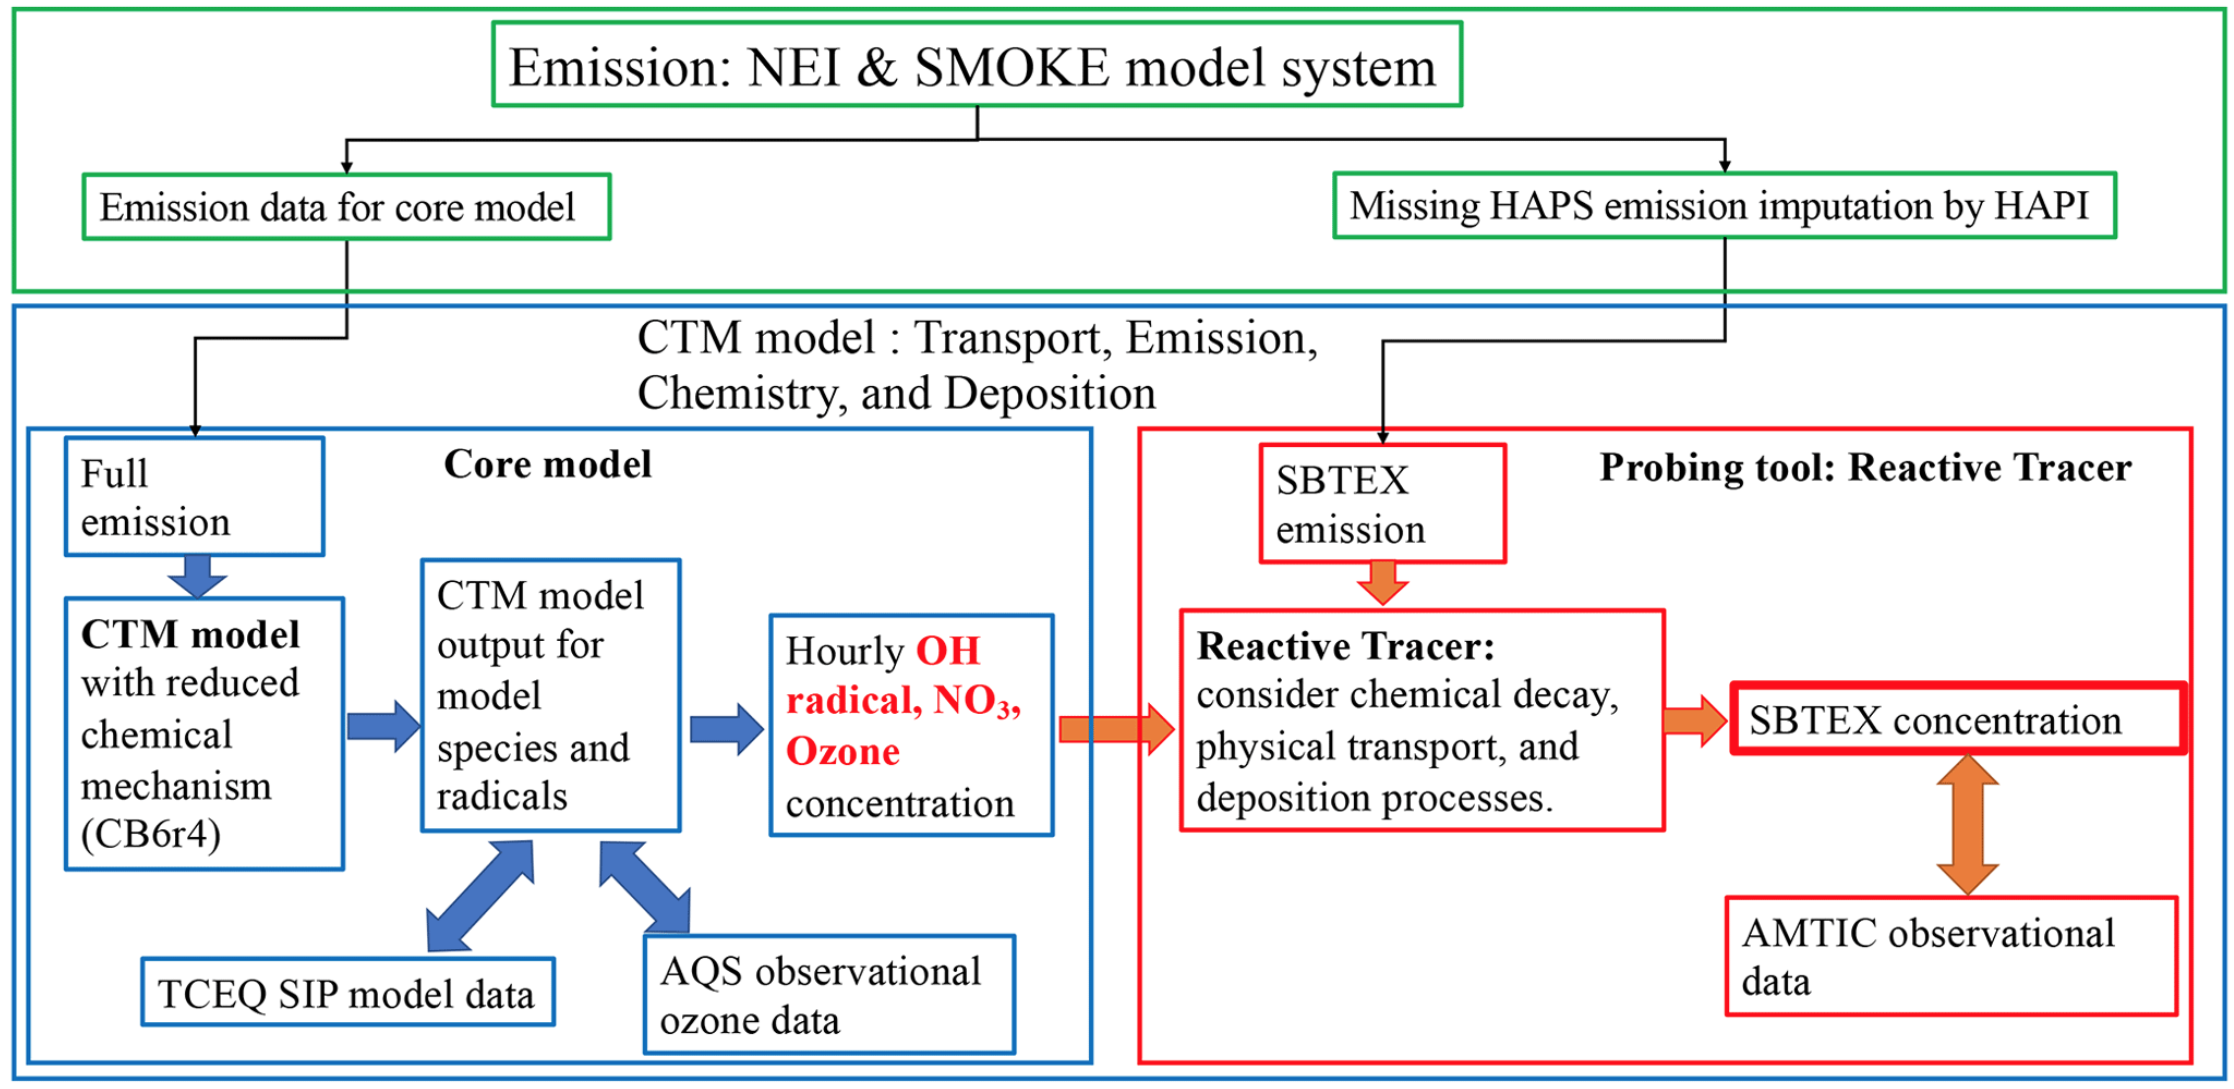 Emission: NEI & SMOKE model system
Emission data for core model
Missing HAPS emission imputation by HAPI
CTM model : Transport, Emission,
Chemistry, and Deposition
Core model
Full
emission
CTM model
with reduced
chemical
mechanism
(CB6r4)
CTM model
output for
model
species and
radicals
Hourly OH
radical, NO₃,
Ozone
concentration
TCEQ SIP model data
AQS observational
ozone data
Probing tool: Reactive Tracer
SBTEX
emission
Reactive Tracer:
consider chemical decay,
physical transport, and
deposition processes.
SBTEX concentration
AMTIC observational
data